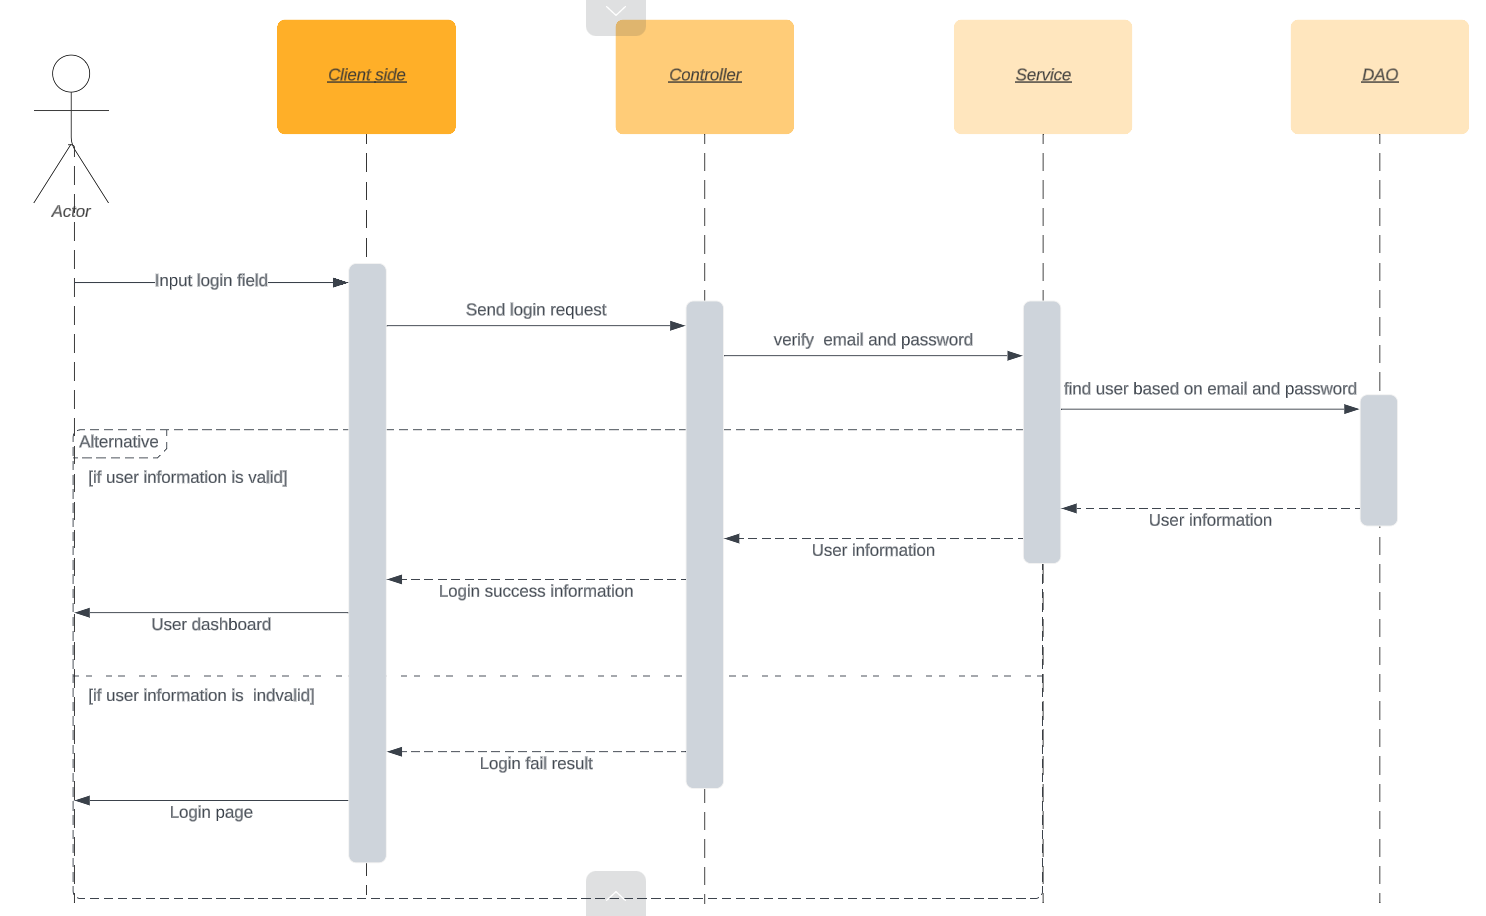 Client side
Controller
Service
DAO
Actor
Input login field
Send login request
verify  email and password
find user based on email and password
Alternative
[if user information is valid]
User information
User information
Login success information
User dashboard
[if user information is  indvalid]
Login fail result
Login page